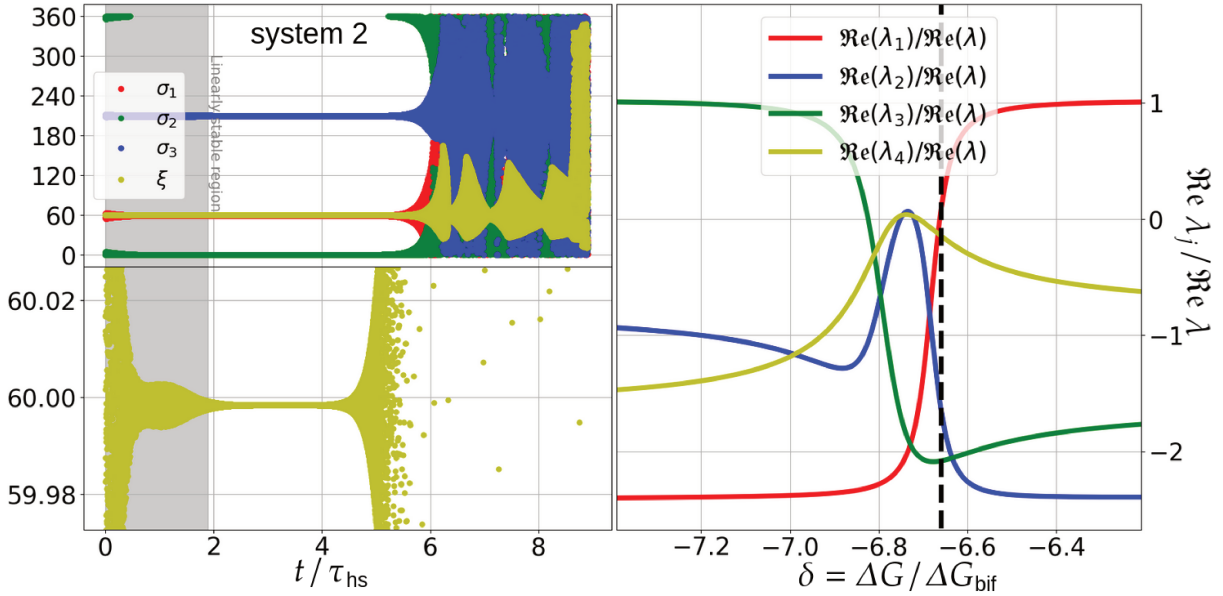 system 2
360
300
240
180
120
60
0
σ₁
σ₂
σ₃
ξ
Linearly stable region
60.02
60.00
59.98
0
2
4
6
8
t / τhs
ℜe(λ₁)/ℜe(λ)
ℜe(λ₂)/ℜe(λ)
ℜe(λ₃)/ℜe(λ)
ℜe(λ₄)/ℜe(λ)
1
0
−1
−2
ℜe λⱼ / ℜe λ
−7.2
−7.0
−6.8
−6.6
−6.4
δ = ΔG / ΔGbif